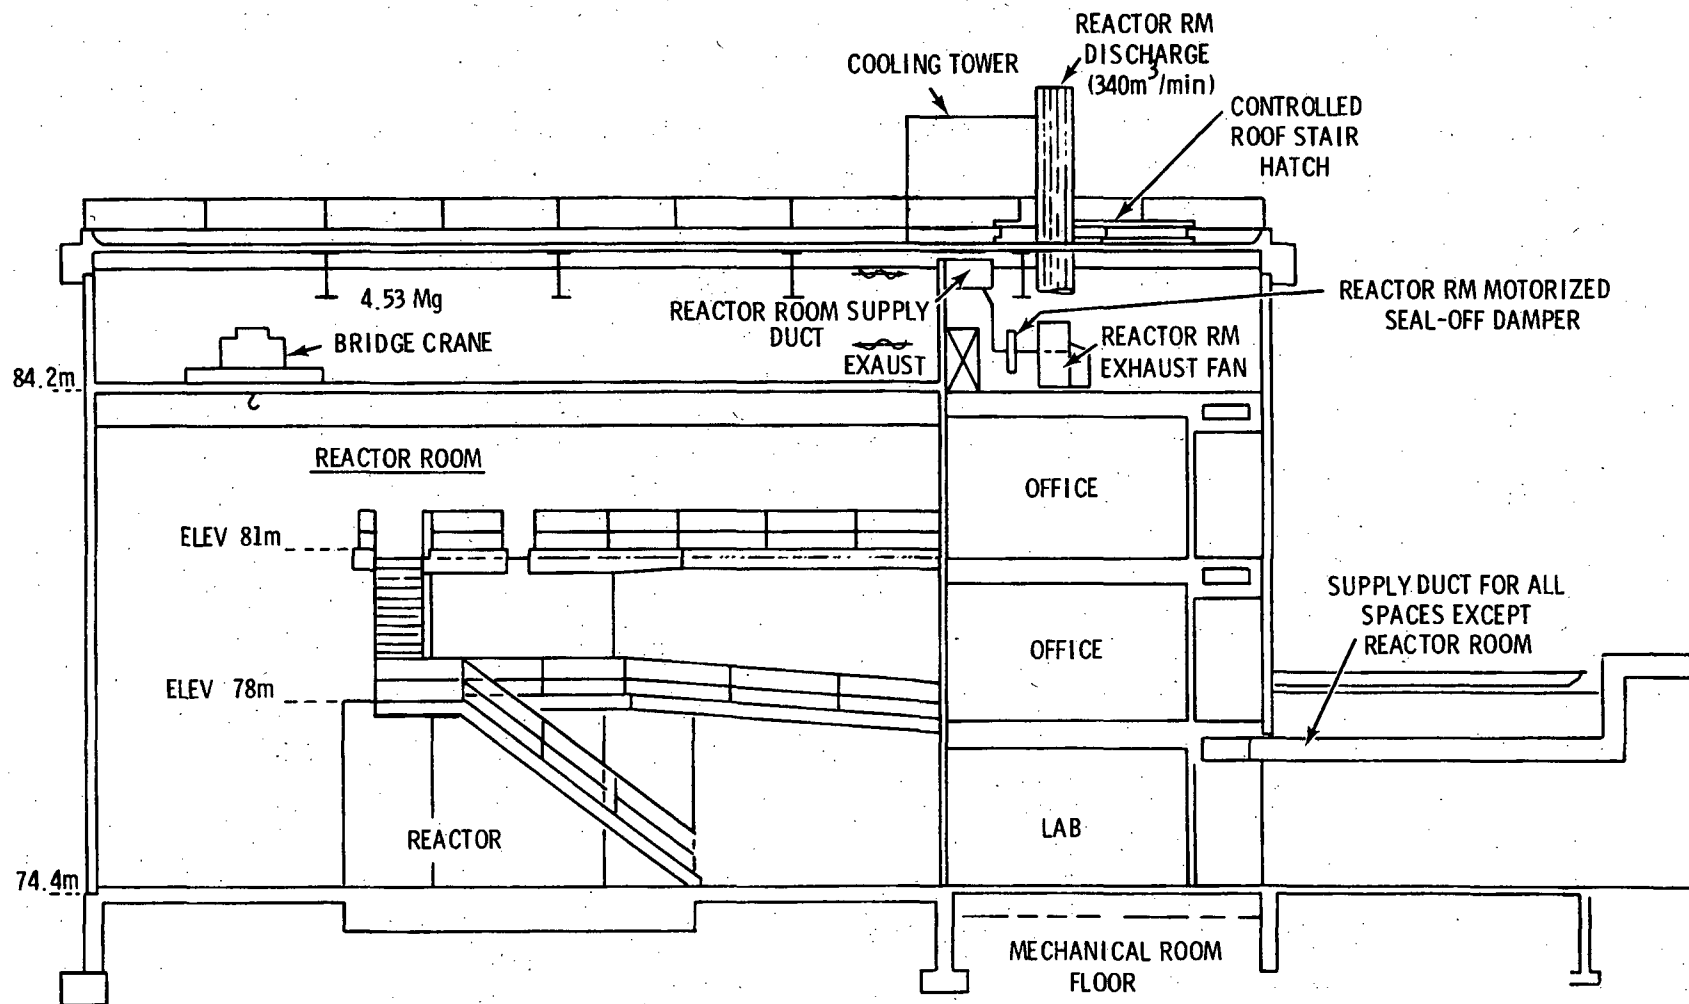 REACTOR RM
DISCHARGE
(340m³/min)
COOLING TOWER
CONTROLLED
ROOF STAIR
HATCH
4.53 Mg
BRIDGE CRANE
REACTOR ROOM SUPPLY
DUCT
EXAUST
REACTOR RM MOTORIZED
SEAL-OFF DAMPER
REACTOR RM
EXHAUST FAN
84.2m
REACTOR ROOM
OFFICE
ELEV 81m
SUPPLY DUCT FOR ALL
SPACES EXCEPT
REACTOR ROOM
OFFICE
ELEV 78m
REACTOR
LAB
74.4m
MECHANICAL ROOM
FLOOR